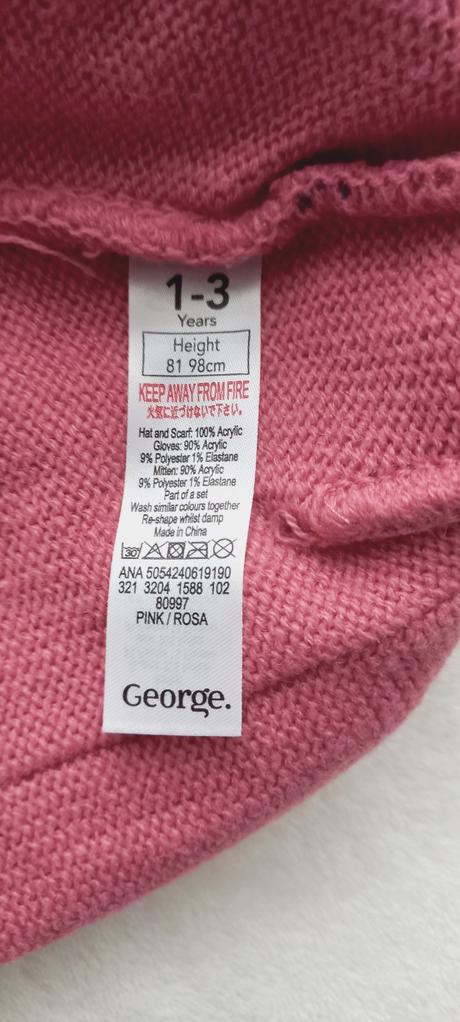 1-3
Years
Height
81 98cm
KEEP AWAY FROM FIRE
火気に近づけないで下さい。
Hat and Scarf: 100% Acrylic
Gloves: 90% Acrylic
9% Polyester 1% Elastane
Mitten: 90% Acrylic
9% Polyester 1% Elastane
Part of a set
Wash similar colours together
Re-shape whilst damp
Made in China
30°
ANA 5054240619190
321 3204 1588 102
80997
PINK / ROSA
George.